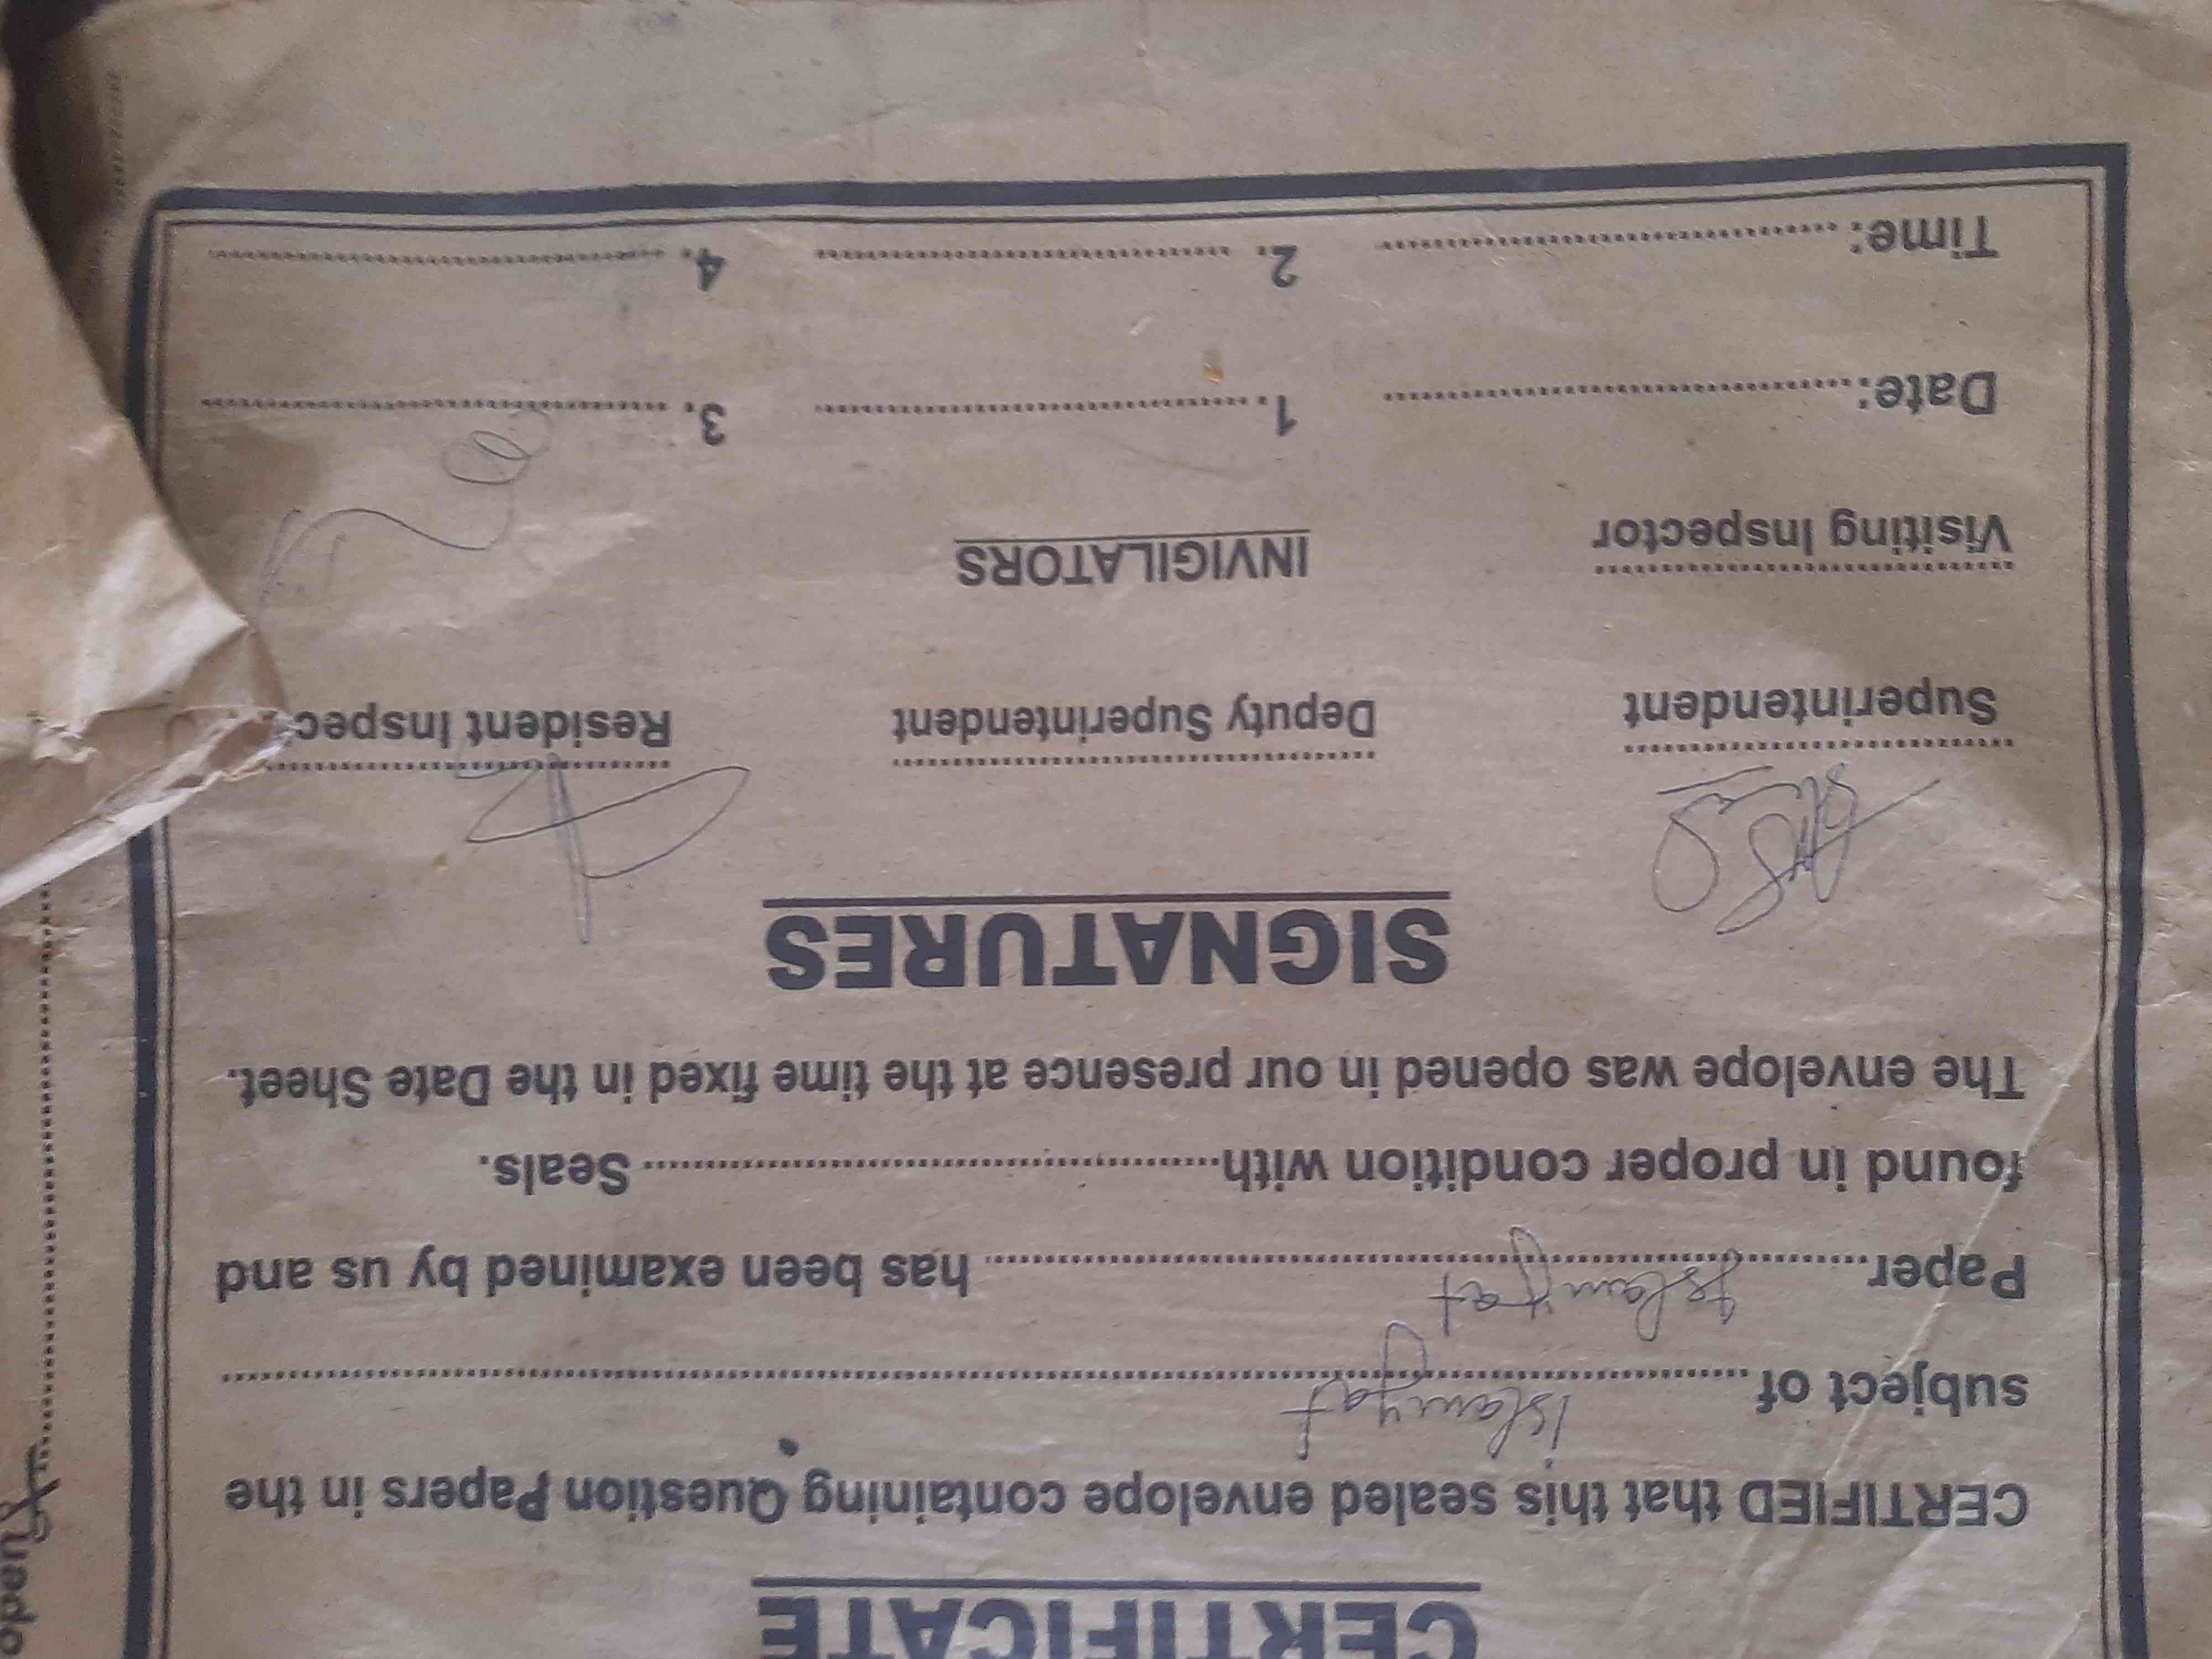 CERTIFICATE
CERTIFIED that this sealed envelope containing Question Papers in the
subject of ........ Islamyat ........
Paper ........ Islamyat ........ has been examined by us and
found in proper condition with ........ Seals.
The envelope was opened in our presence at the time fixed in the Date Sheet.
SIGNATURES
Superintendent Deputy Superintendent Resident Inspec
Visiting Inspector INVIGILATORS
Date: ........ 1. ........ 3. ........
Time: ........ 2. ........ 4. ........